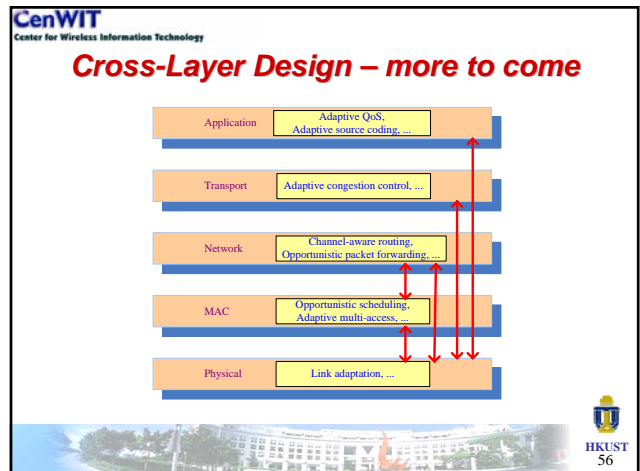 CenWIT
Center for Wireless Information Technology
Cross-Layer Design – more to come
Application
Adaptive QoS,
Adaptive source coding, ...
Transport
Adaptive congestion control, ...
Network
Channel-aware routing,
Opportunistic packet forwarding, ...
MAC
Opportunistic scheduling,
Adaptive multi-access, ...
Physical
Link adaptation, ...
HKUST
56